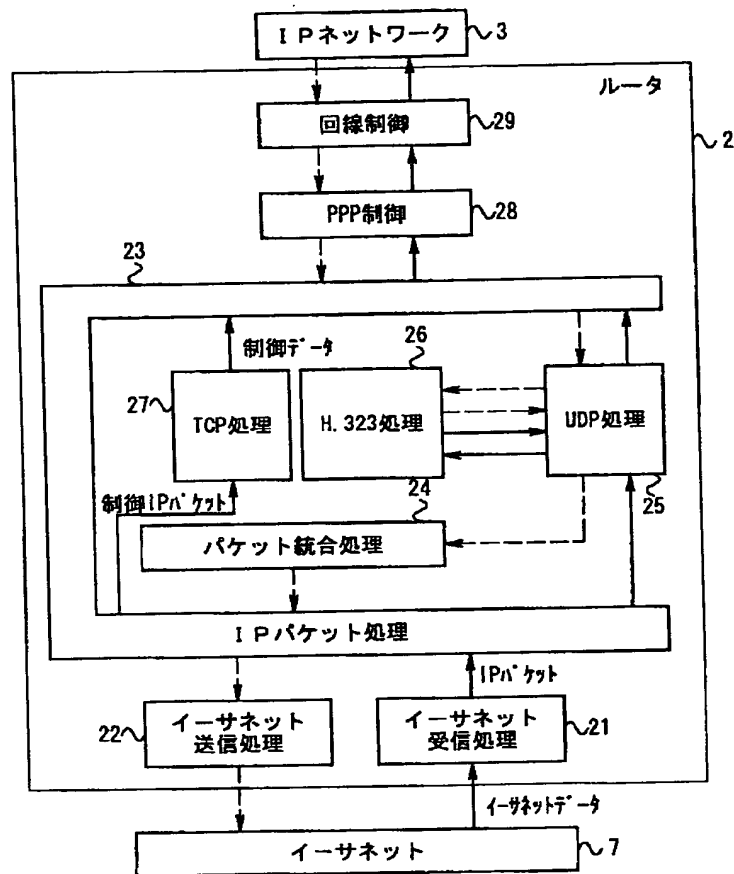 IPネットワーク
3
ルータ
回線制御
29
2
PPP制御
28
23
制御データ
26
27
TCP処理
H.323処理
UDP処理
25
制御IPパケット
24
パケット統合処理
IPパケット処理
IPパケット
22
イーサネット
送信処理
イーサネット
受信処理
21
イーサネットデータ
イーサネット
7